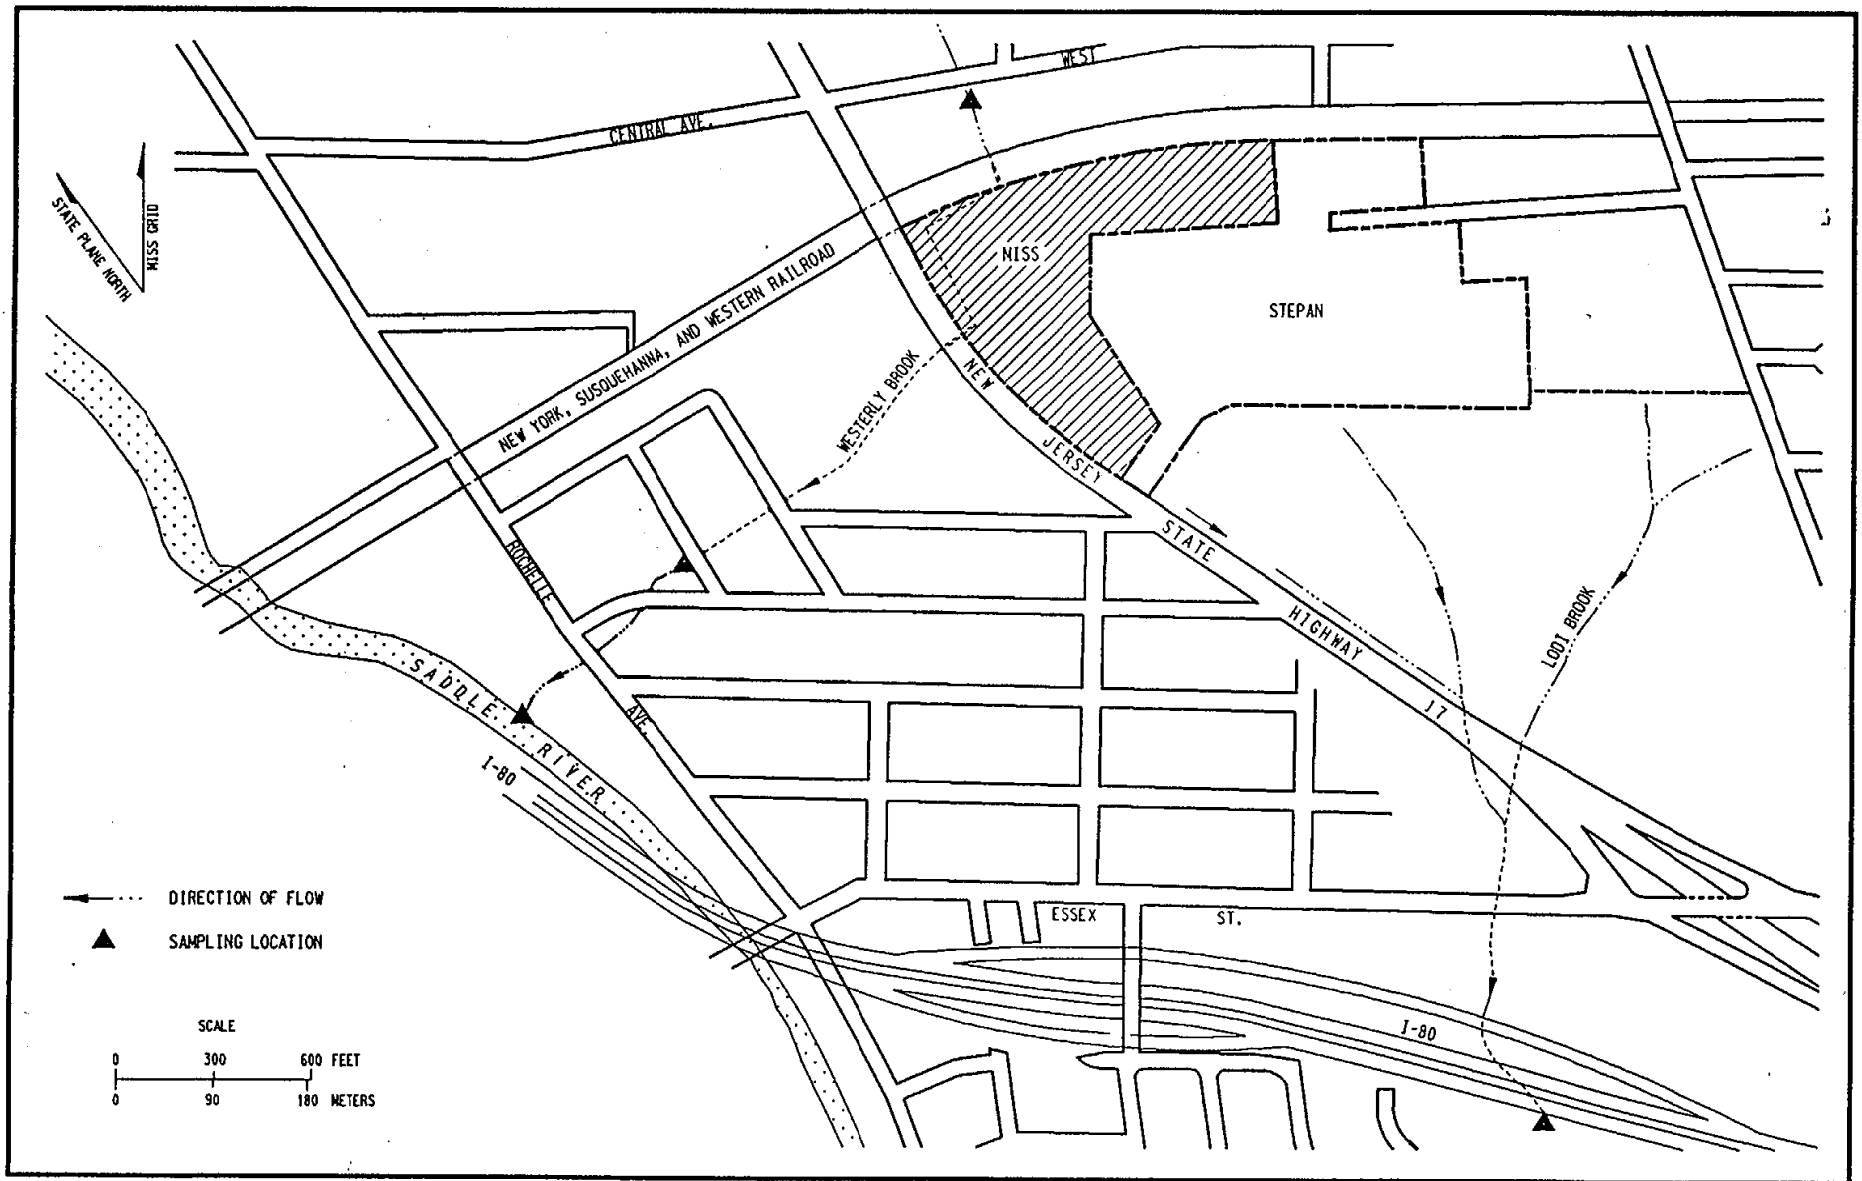 WEST
CENTRAL AVE.
STATE PLANE NORTH
MISS GRID
NISS
STEPAN
NEW YORK, SUSQUEHANNA, AND WESTERN RAILROAD
WESTERLY BROOK
NEW JERSEY STATE HIGHWAY 17
ROCHELLE AVE.
LODI BROOK
SADDLE RIVER
I-80
DIRECTION OF FLOW
SAMPLING LOCATION
ESSEX ST.
I-80
SCALE
0 300 600 FEET
0 90 180 METERS